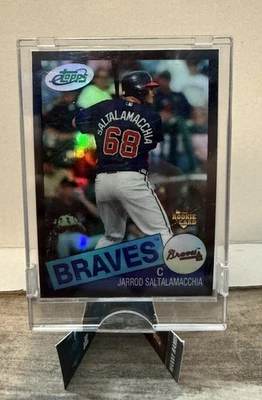 etopps
SALTALAMACCHIA
68
ROOKIE
CARD
BRAVES
Braves
C
JARROD SALTALAMACCHIA